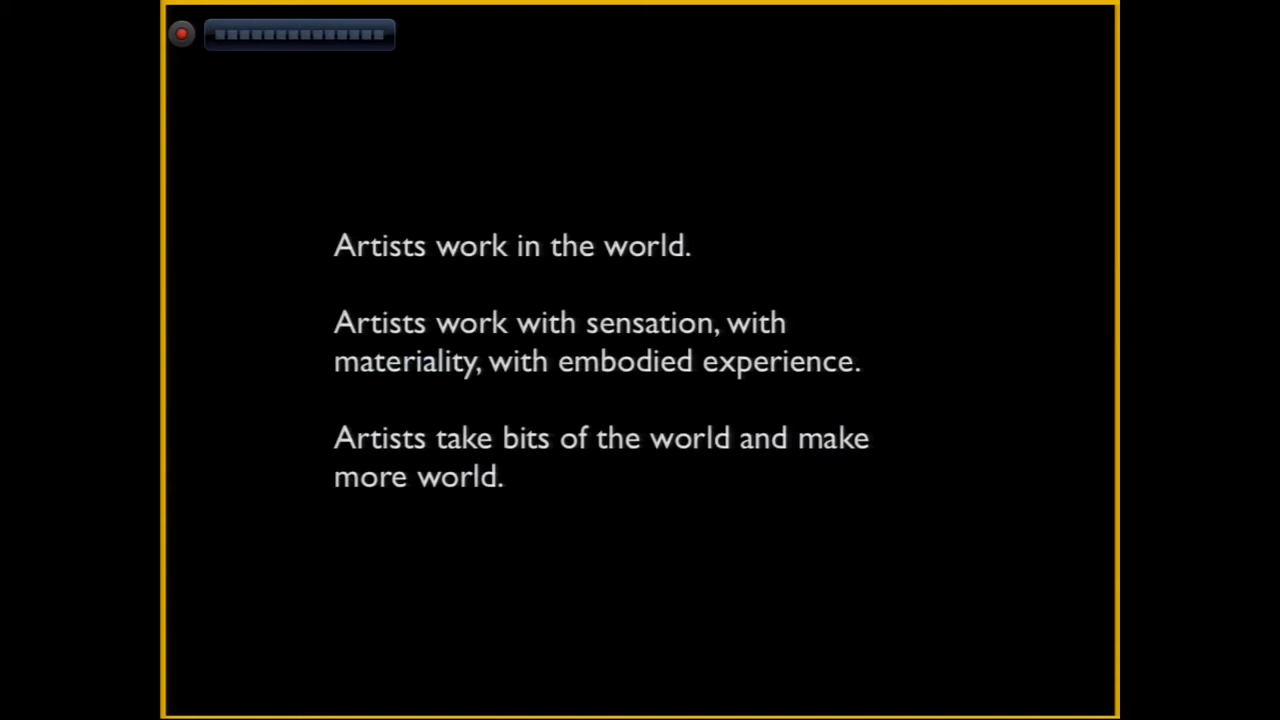 Artists work in the world.
Artists work with sensation, with
materiality, with embodied experience.
Artists take bits of the world and make
more world.